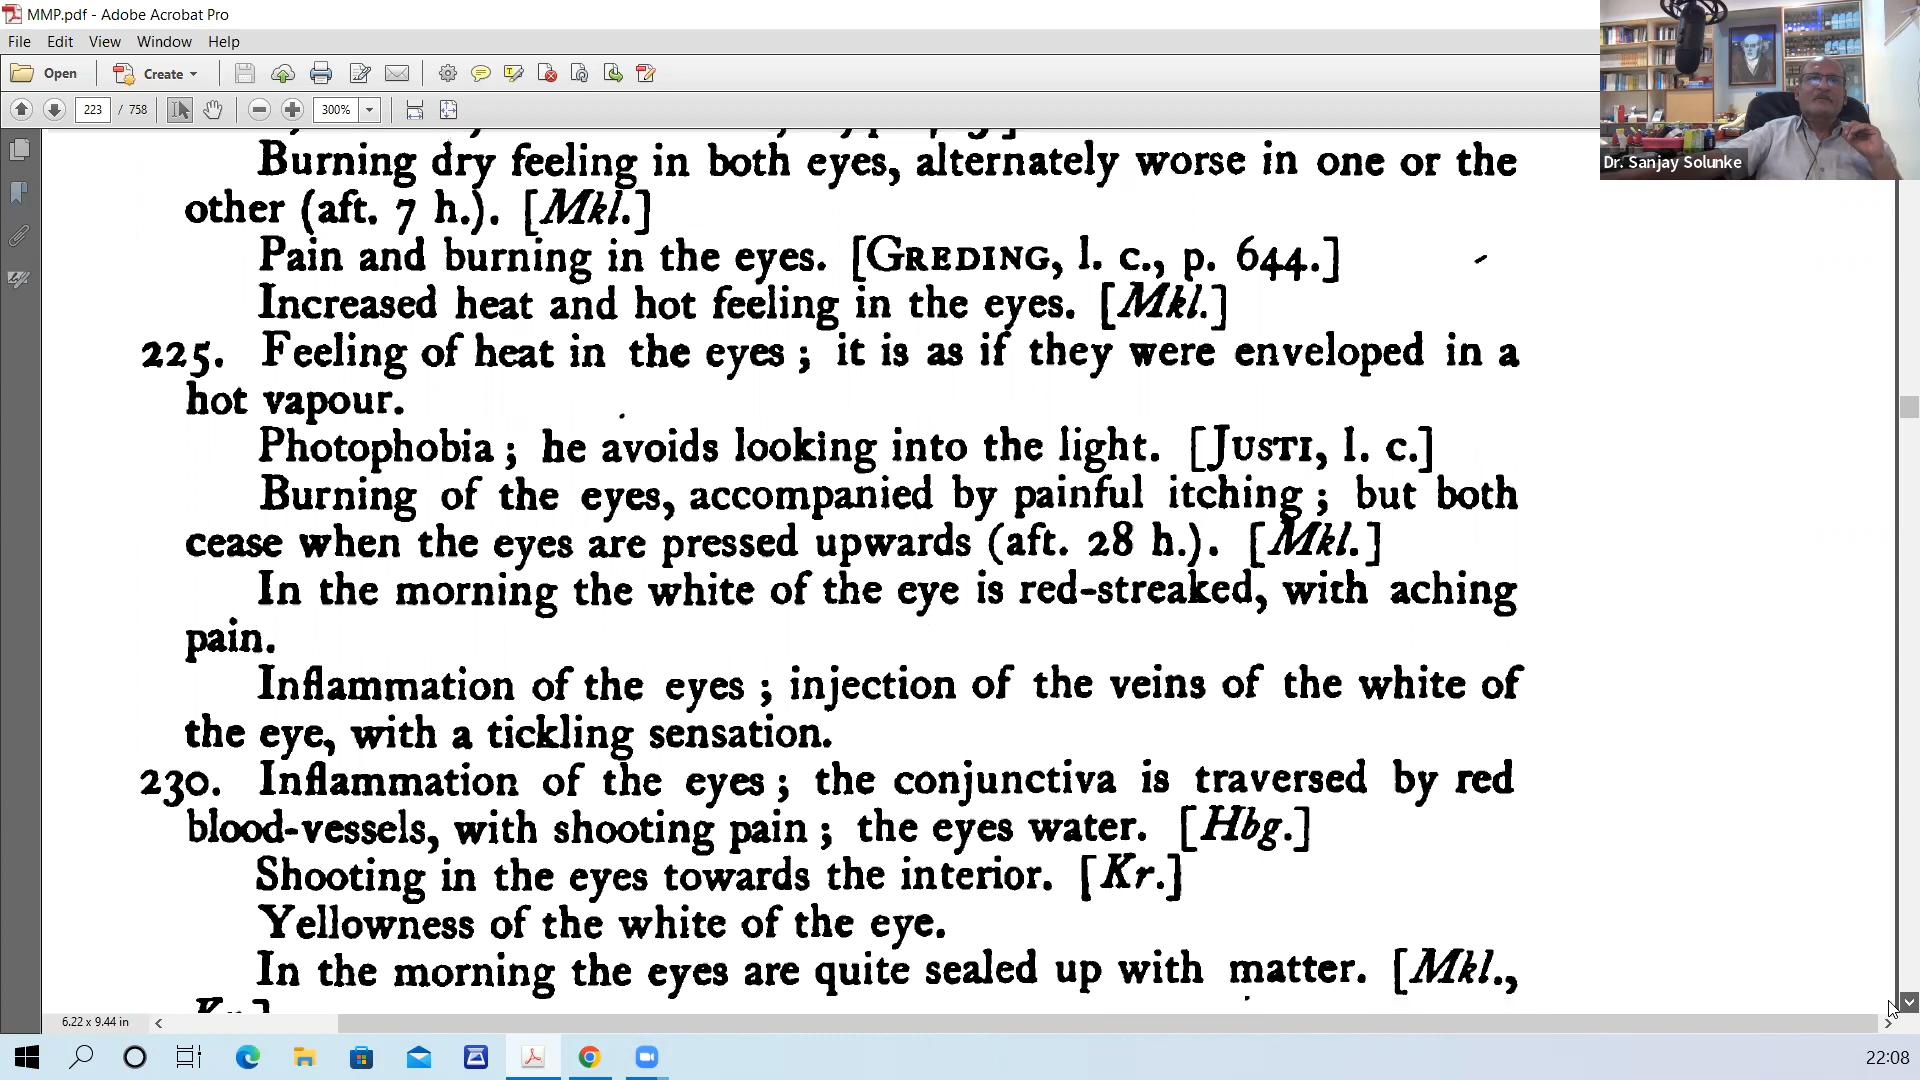 MMP.pdf - Adobe Acrobat Pro
File Edit View Window Help
Open Create
223 / 758 300%
Dr. Sanjay Solunke
Burning dry feeling in both eyes, alternately worse in one or the
other (aft. 7 h.). [Mkl.]
Pain and burning in the eyes. [GREDING, l. c., p. 644.]
Increased heat and hot feeling in the eyes. [Mkl.]
225. Feeling of heat in the eyes ; it is as if they were enveloped in a
hot vapour.
Photophobia ; he avoids looking into the light. [JUSTI, l. c.]
Burning of the eyes, accompanied by painful itching ; but both
cease when the eyes are pressed upwards (aft. 28 h.). [Mkl.]
In the morning the white of the eye is red-streaked, with aching
pain.
Inflammation of the eyes ; injection of the veins of the white of
the eye, with a tickling sensation.
230. Inflammation of the eyes ; the conjunctiva is traversed by red
blood-vessels, with shooting pain ; the eyes water. [Hbg.]
Shooting in the eyes towards the interior. [Kr.]
Yellowness of the white of the eye.
In the morning the eyes are quite sealed up with matter. [Mkl.,
6.22 x 9.44 in
22:08